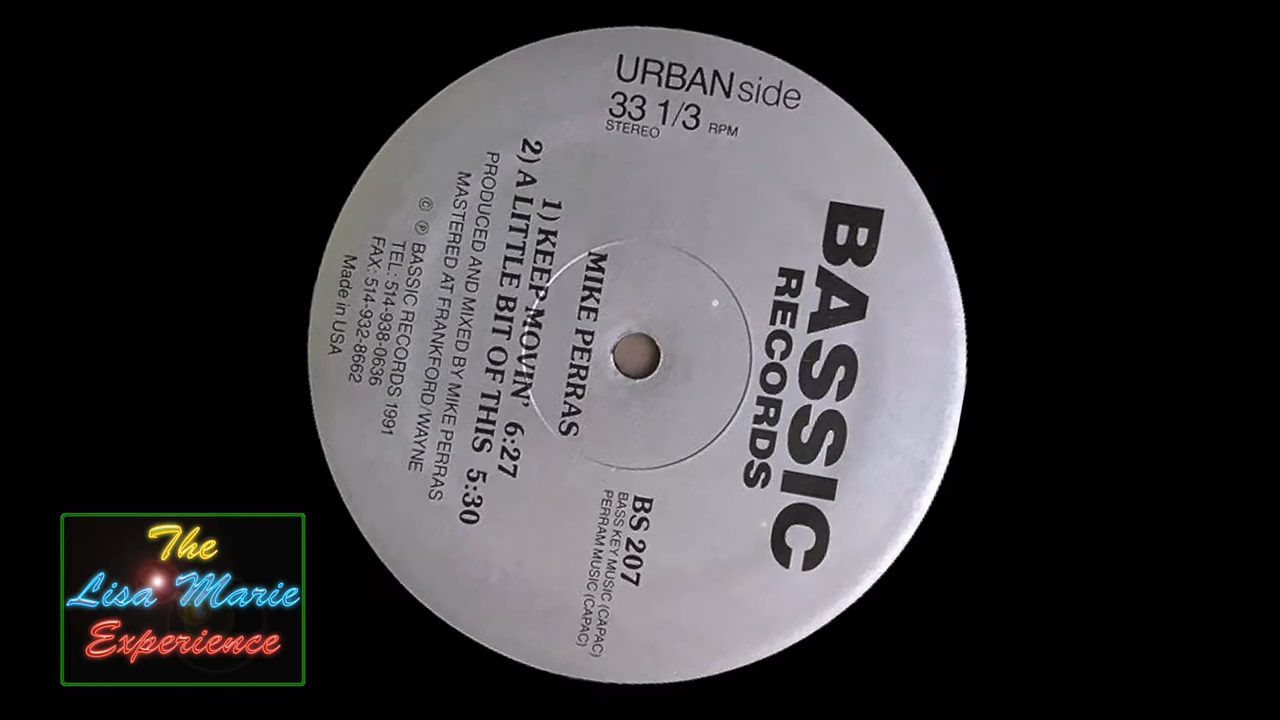 BASSIC
RECORDS
URBAN side
33 1/3 RPM
STEREO
BS 207
BASS KEY MUSIC (CAPAC)
PERRAM MUSIC (CAPAC)
MIKE PERRAS
1) KEEP MOVIN' 6:27
2) A LITTLE BIT OF THIS 5:30
PRODUCED AND MIXED BY MIKE PERRAS
MASTERED AT FRANKFORD/WAYNE
© ℗ BASSIC RECORDS 1991
TEL: 514-938-0636
FAX: 514-932-8662
Made in USA
The
Lisa Marie
Experience